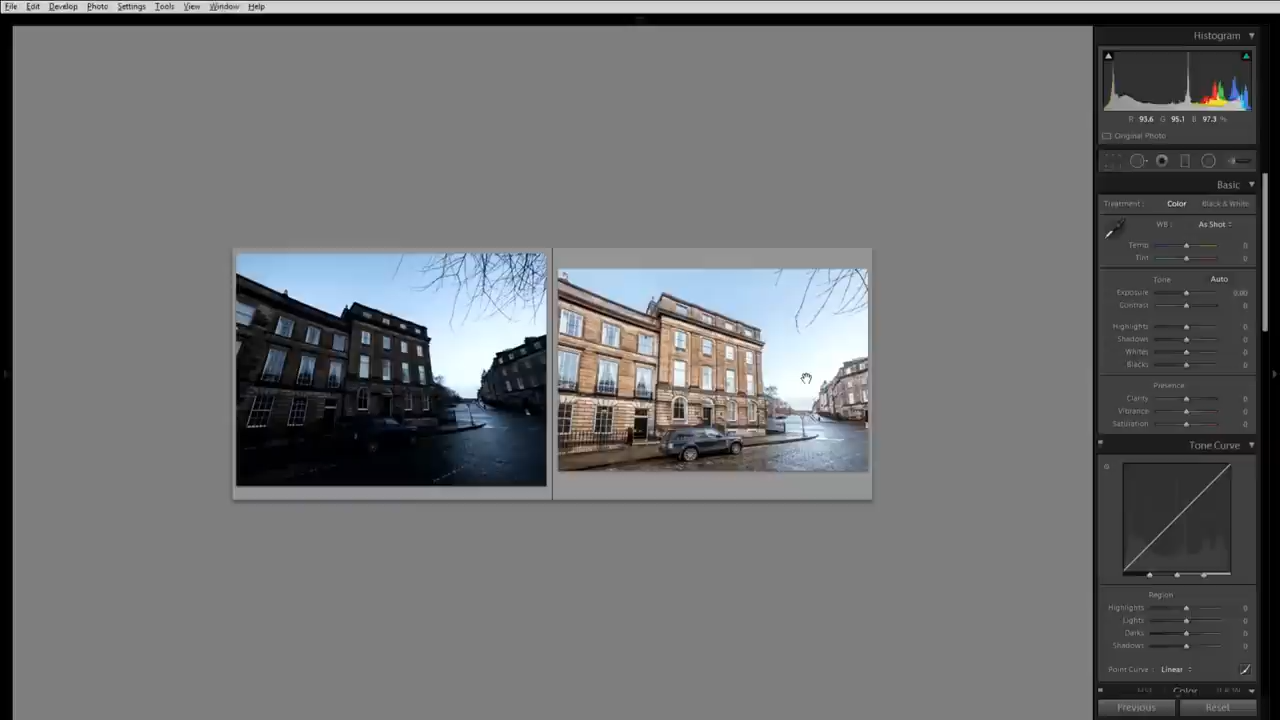 File Edit Develop Photo Settings Tools View Window Help
Histogram
R 93.6 G 95.1 B 97.3 %
Original Photo
Basic
Treatment : Color Black & White
WB : As Shot
Temp 0
Tint 0
Tone Auto
Exposure 0.00
Contrast 0
Highlights 0
Shadows 0
Whites 0
Blacks 0
Presence
Clarity 0
Vibrance 0
Saturation 0
Tone Curve
Region
Highlights 0
Lights 0
Darks 0
Shadows 0
Point Curve : Linear
Color
Previous Reset